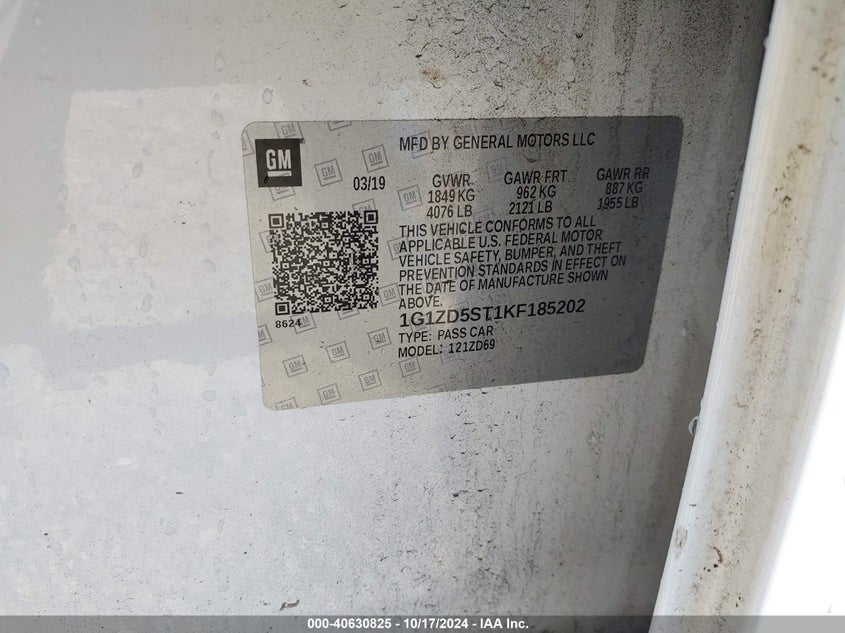 GM
MFD BY GENERAL MOTORS LLC
03/19
GVWR
1849 KG
4076 LB
GAWR FRT
962 KG
2121 LB
GAWR RR
887 KG
1955 LB
THIS VEHICLE CONFORMS TO ALL
APPLICABLE U.S. FEDERAL MOTOR
VEHICLE SAFETY, BUMPER, AND THEFT
PREVENTION STANDARDS IN EFFECT ON
THE DATE OF MANUFACTURE SHOWN
ABOVE.
8624
1G1ZD5ST1KF185202
TYPE: PASS CAR
MODEL: 121ZD69
000-40630825 - 10/17/2024 - IAA Inc.